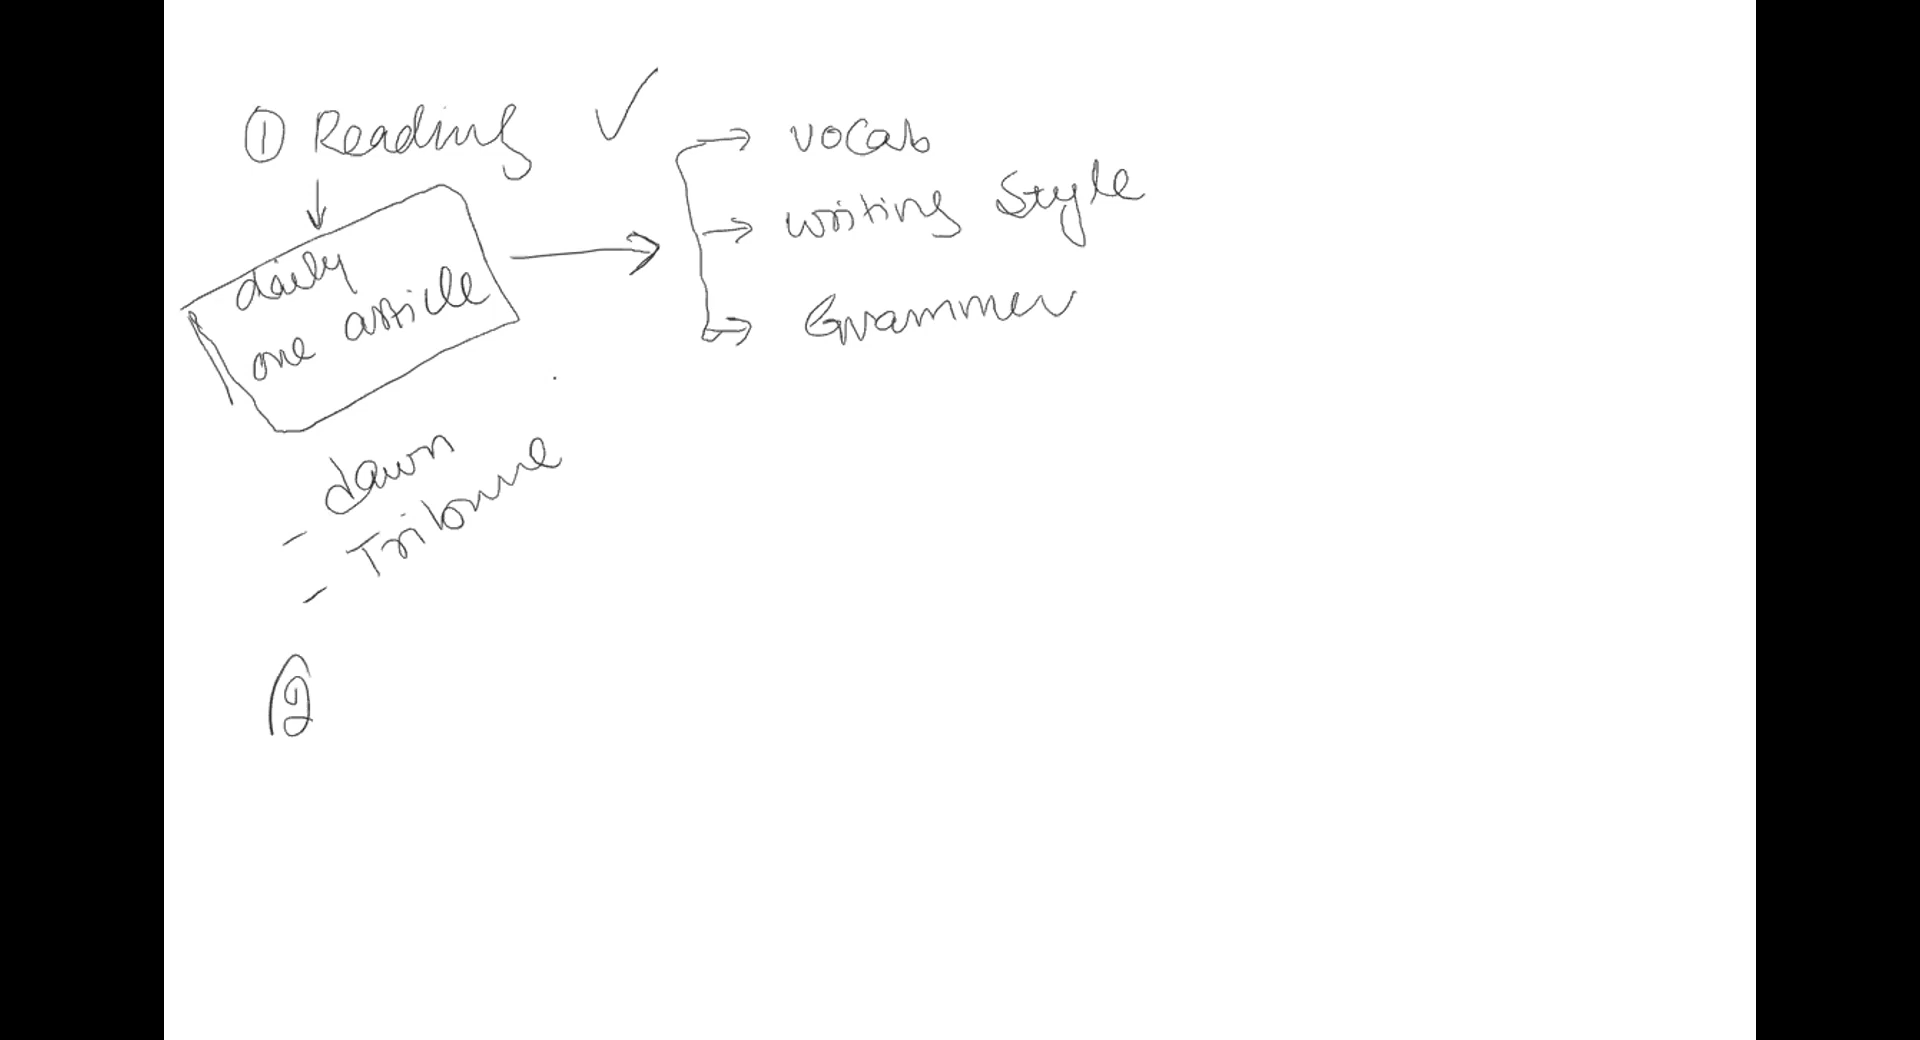 ① Reading ✓
daily
one article
→ vocab
→ writing Style
→ Grammer
- dawn
- Tribune
②